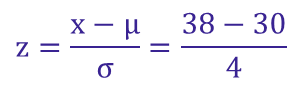 z = (x − μ)/σ = (38 − 30)/4